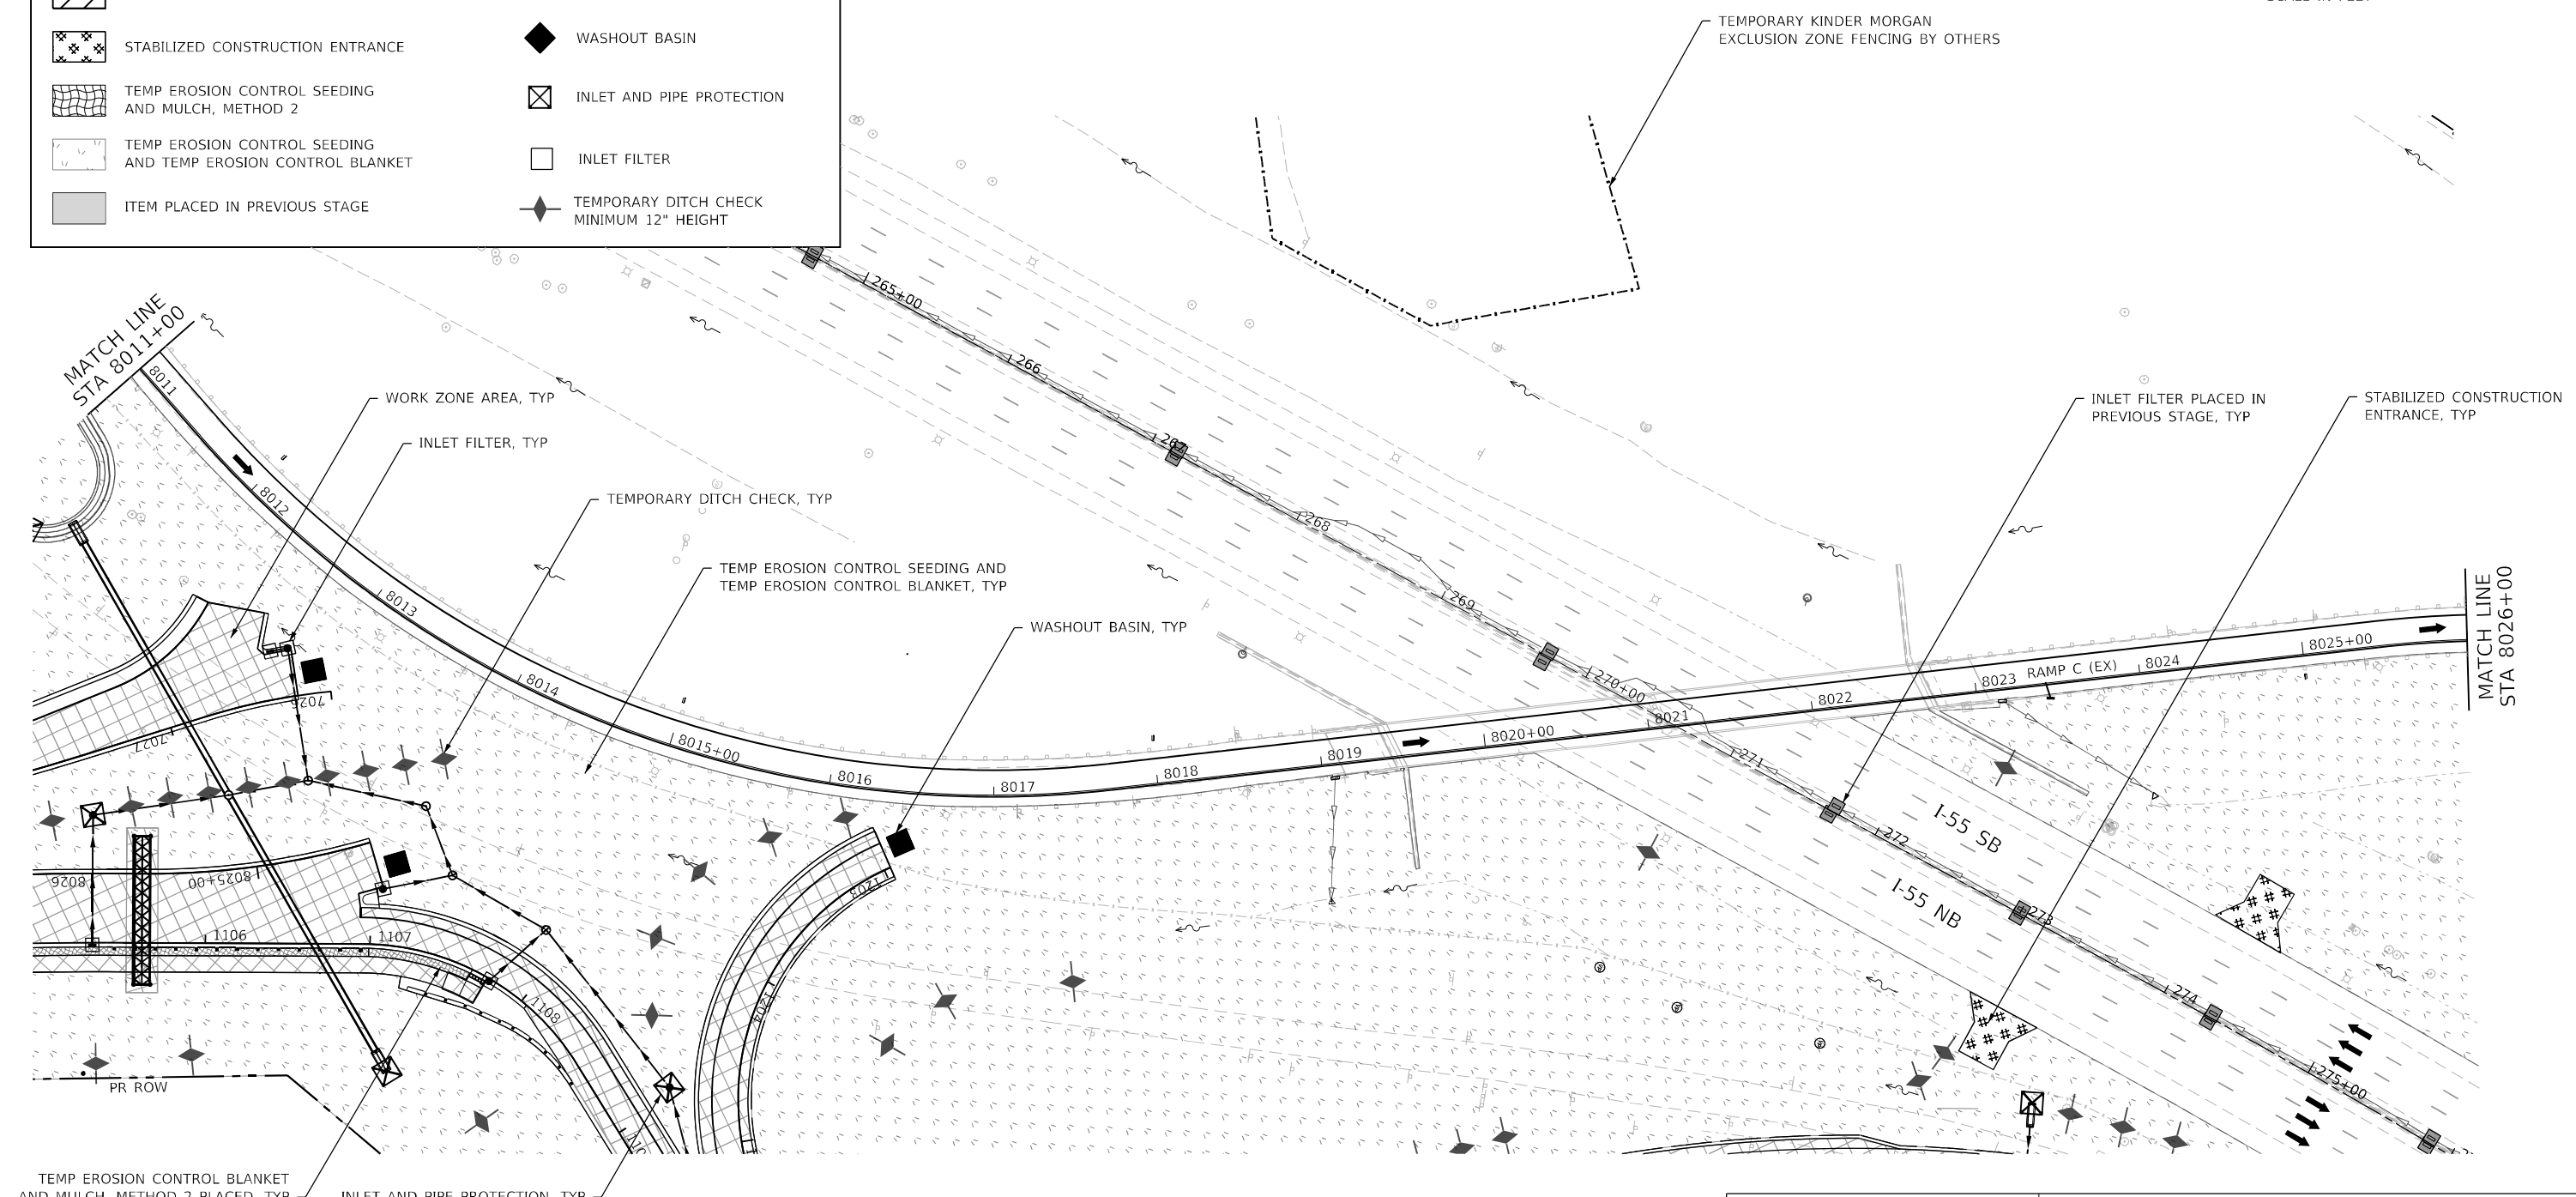 STABILIZED CONSTRUCTION ENTRANCE
TEMP EROSION CONTROL SEEDING
AND MULCH, METHOD 2
TEMP EROSION CONTROL SEEDING
AND TEMP EROSION CONTROL BLANKET
ITEM PLACED IN PREVIOUS STAGE
WASHOUT BASIN
INLET AND PIPE PROTECTION
INLET FILTER
TEMPORARY DITCH CHECK
MINIMUM 12" HEIGHT
TEMPORARY KINDER MORGAN
EXCLUSION ZONE FENCING BY OTHERS
MATCH LINE
STA 8011+00
WORK ZONE AREA, TYP
INLET FILTER, TYP
TEMPORARY DITCH CHECK, TYP
TEMP EROSION CONTROL SEEDING AND
TEMP EROSION CONTROL BLANKET, TYP
WASHOUT BASIN, TYP
INLET FILTER PLACED IN
PREVIOUS STAGE, TYP
STABILIZED CONSTRUCTION
ENTRANCE, TYP
265+00
266
267
268
269
270+00
271
272
273
274
275+00
8011
8012
8013
8014
8015+00
8016
8017
8018
8019
8020+00
8021
8022
8023
RAMP C (EX)
8024
8025+00
MATCH LINE
STA 8026+00
I-55 SB
I-55 NB
7026
7027
8026
8025+00
1106
1107
1108
1203
1204
PR ROW
TEMP EROSION CONTROL BLANKET
AND MULCH, METHOD 2 PLACED, TYP
INLET AND PIPE PROTECTION, TYP